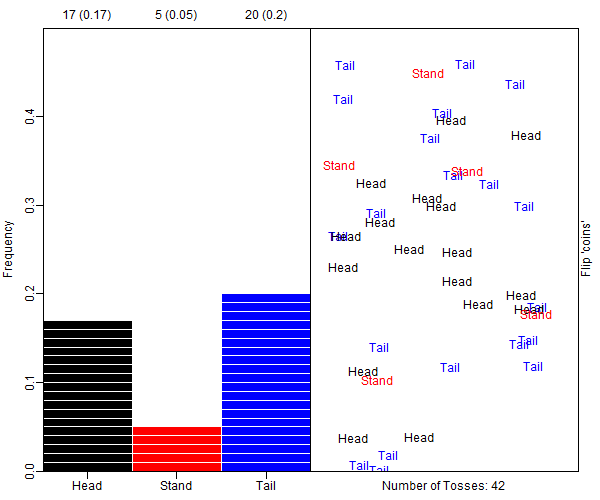 17 (0.17) 5 (0.05) 20 (0.2)
Tail
Tail
Stand
Tail
Tail
Tail
Head
Head
Tail
Stand
Stand
Tail
Head
Tail
Head
Head
Tail
Tail
Head
Tail
Head
Head
Head
Head
Head
Head
Head
Tail
Head
Stand
Tail
Tail
Tail
Tail
Tail
Head
Stand
Head
Head
Tail
Tail
Tail
0.4
0.3
0.2
0.1
0.0
Frequency
Flip 'coins'
Head Stand Tail
Number of Tosses: 42